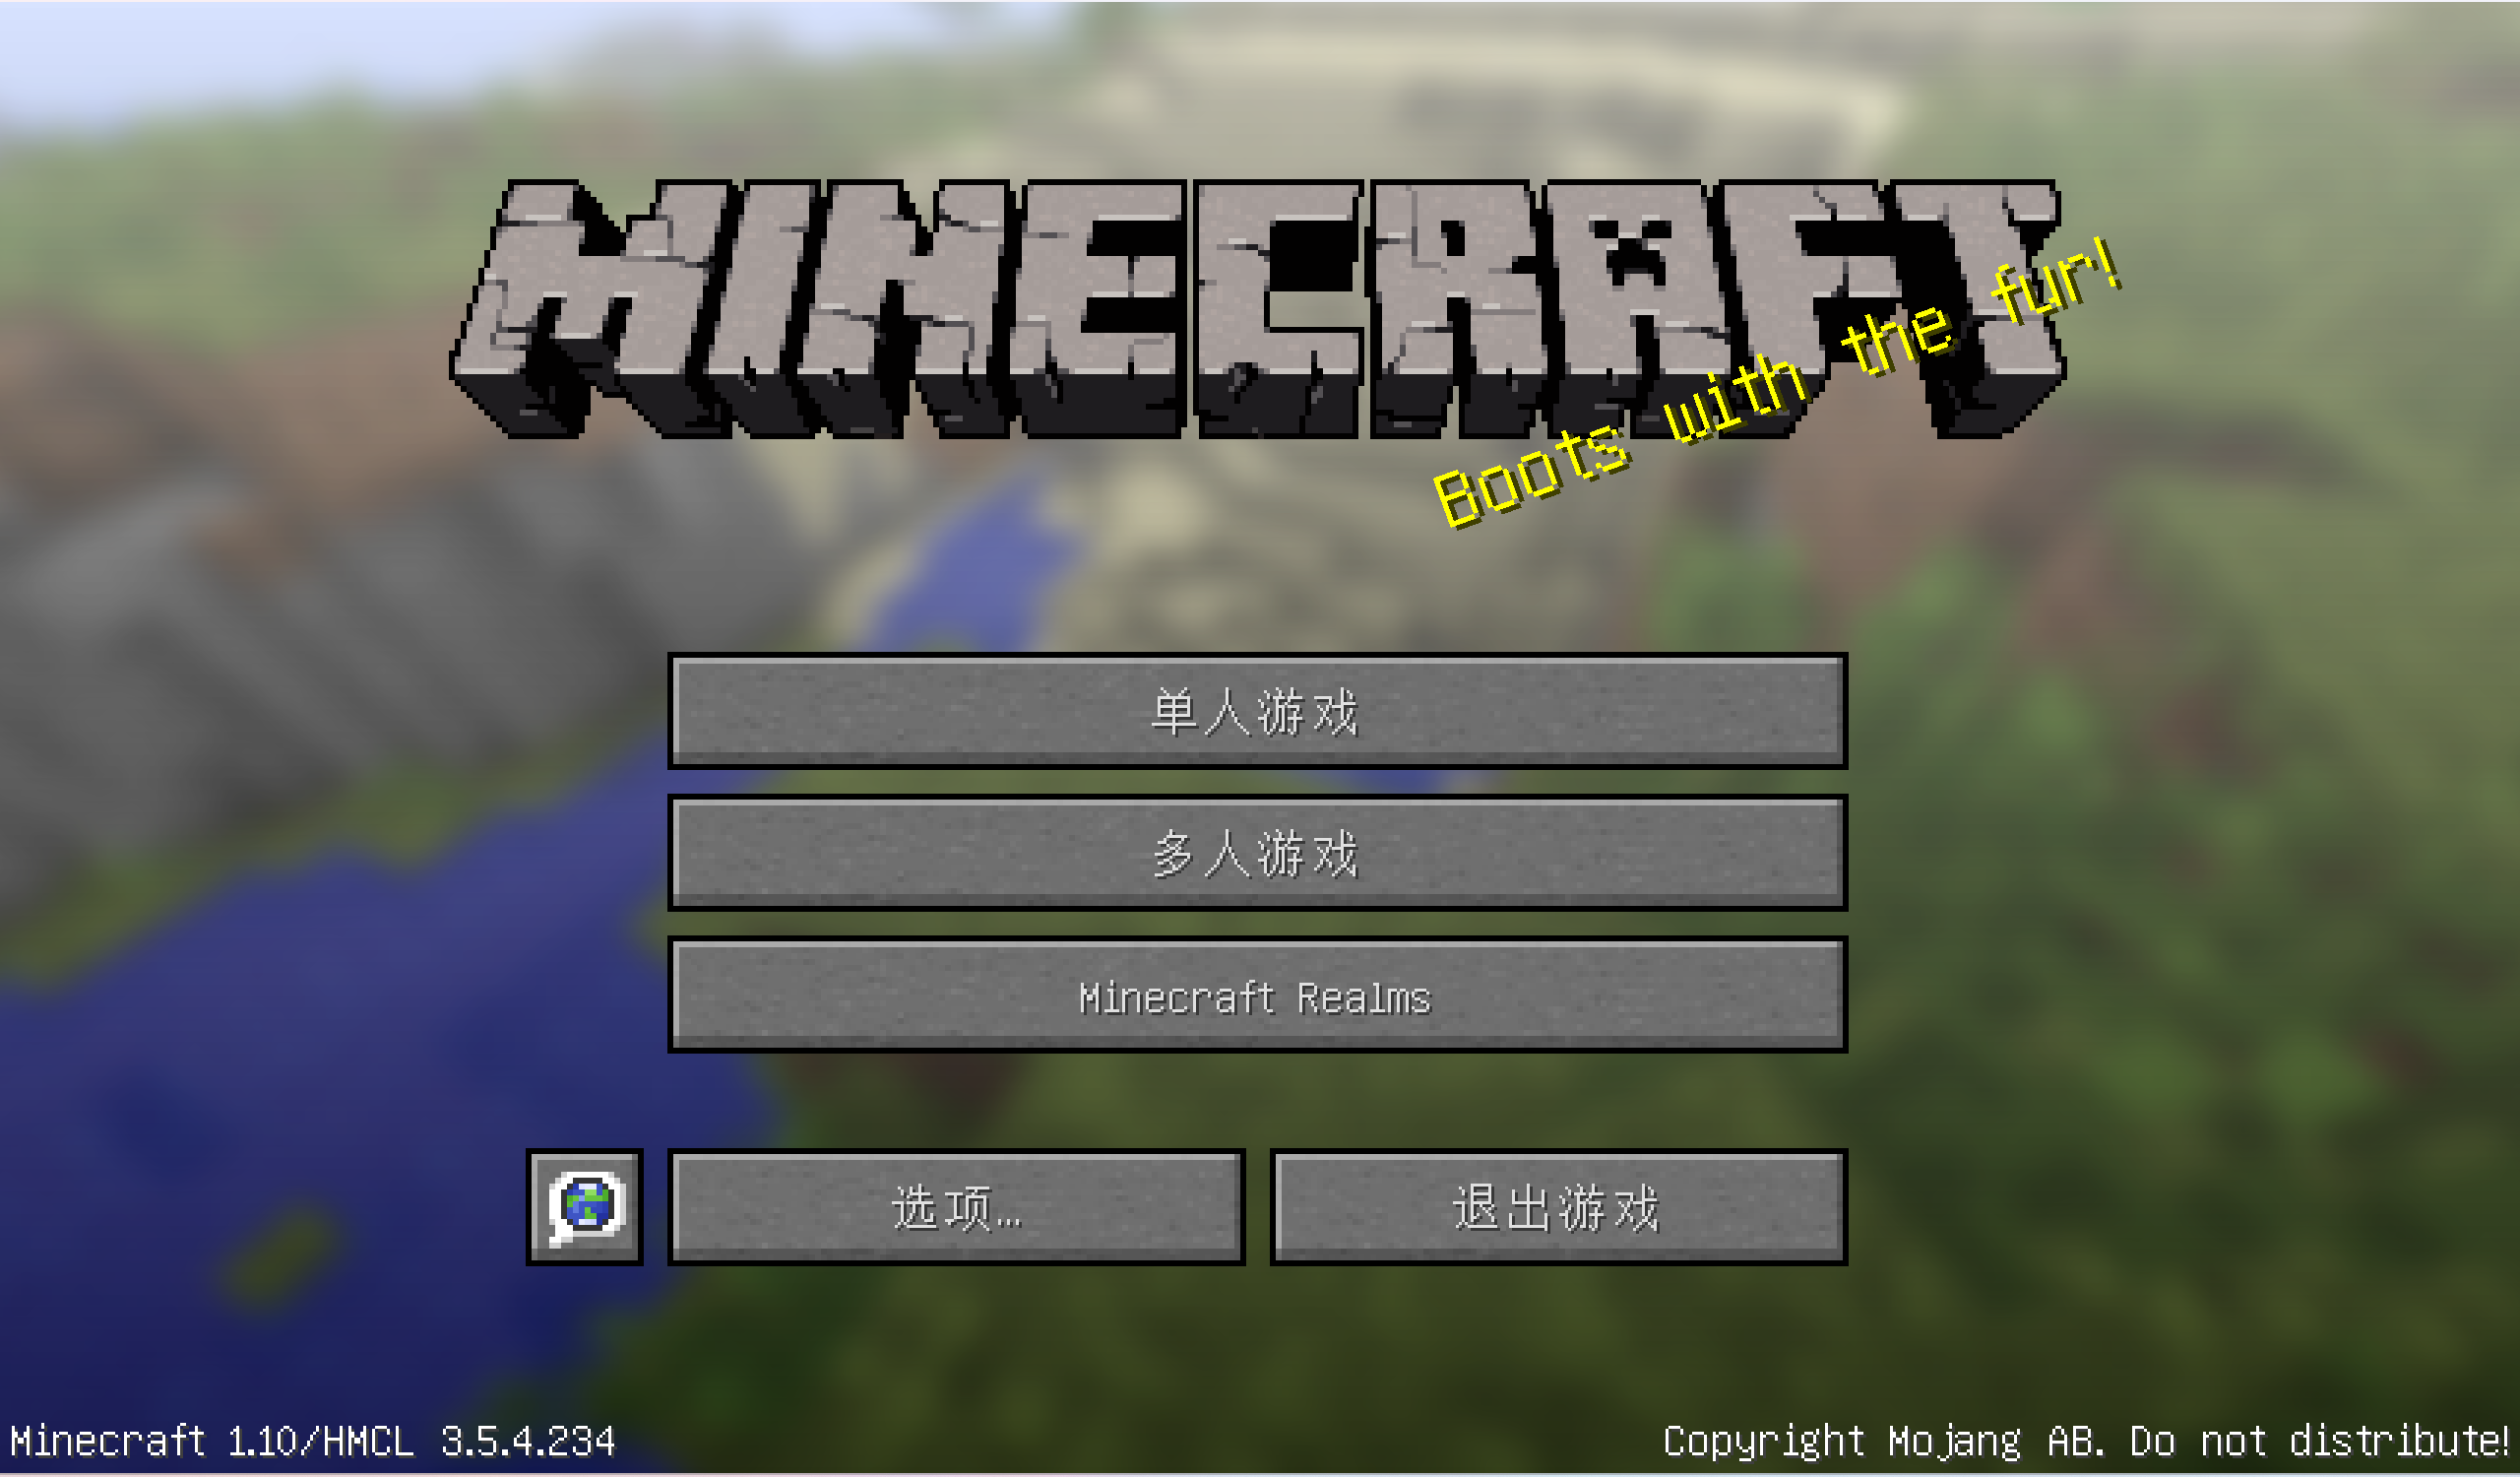 MINECRAFT
Boots with the fur!
单人游戏
多人游戏
Minecraft Realms
选项...
退出游戏
Minecraft 1.10/HMCL 3.5.4.234
Copyright Mojang AB. Do not distribute!